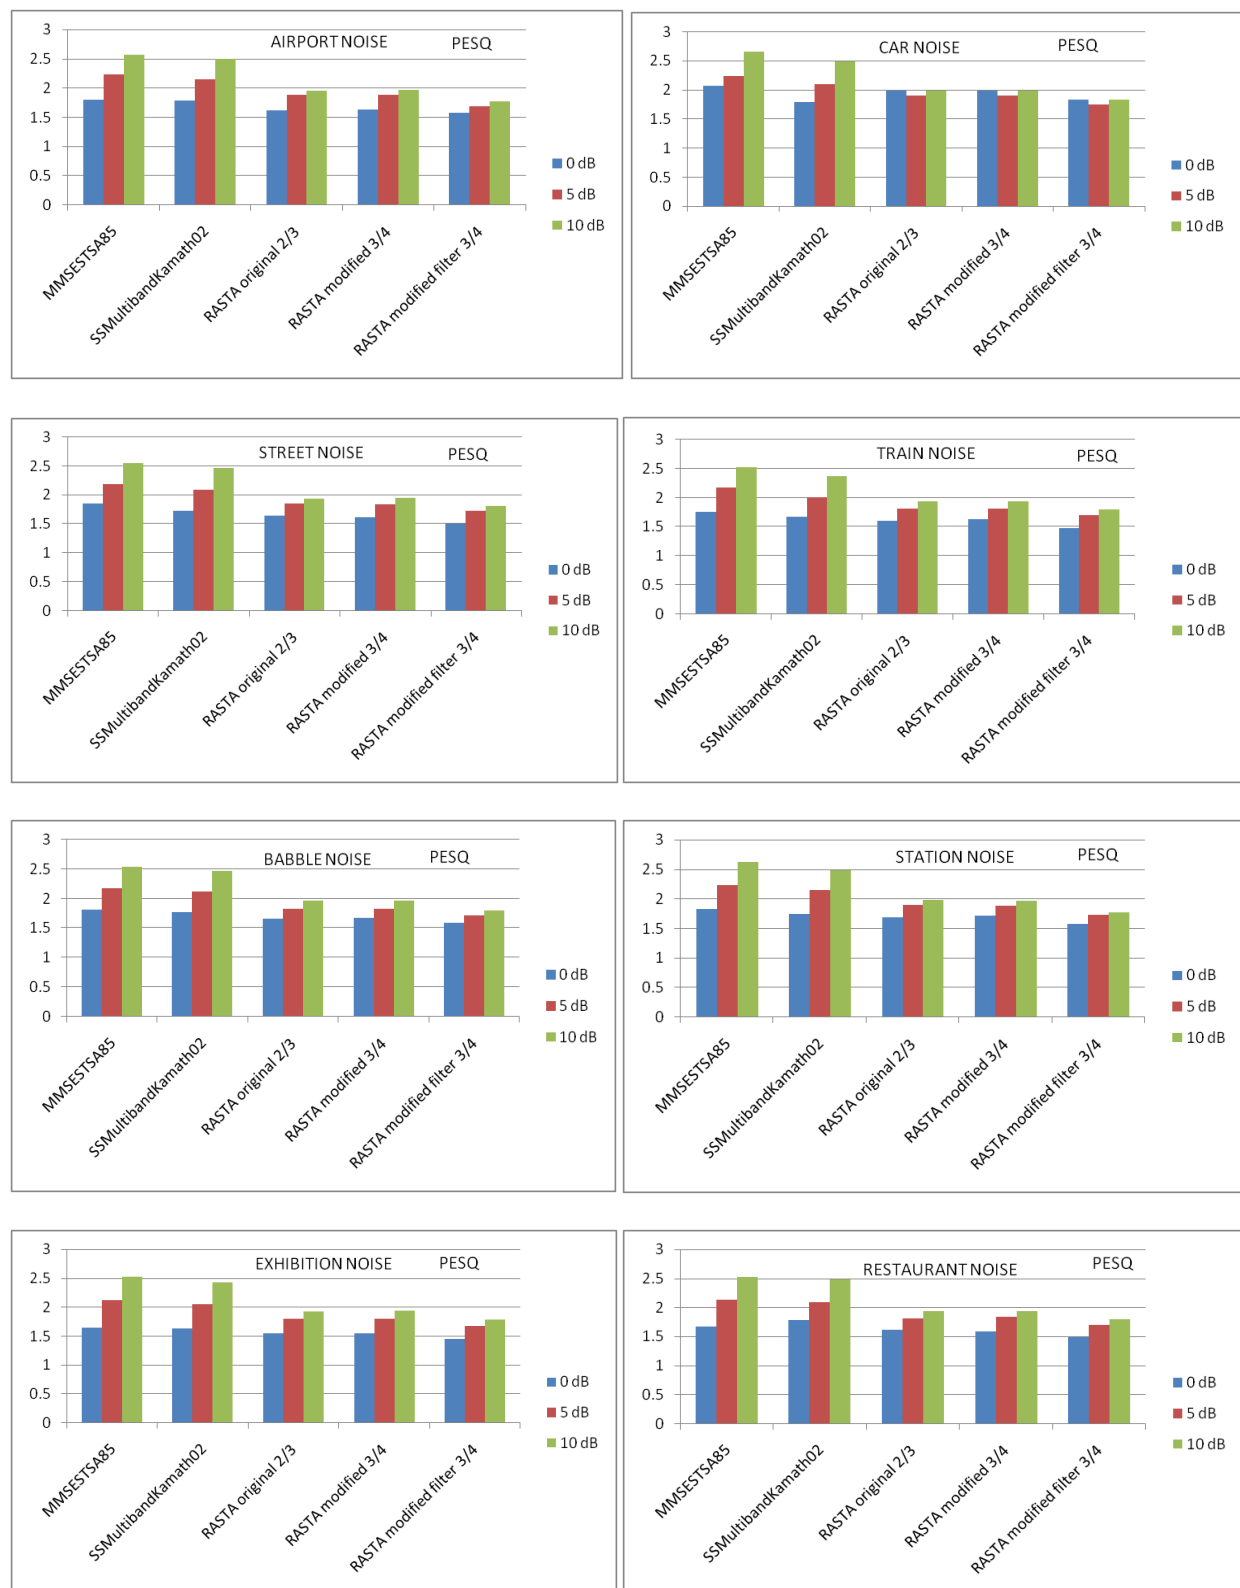 AIRPORT NOISE PESQ
3
2.5
2
1.5
1
0.5
0
0 dB
5 dB
10 dB
MMSESTSA85
SSMultibandKamath02
RASTA original 2/3
RASTA modified 3/4
RASTA modified filter 3/4
CAR NOISE PESQ
3
2.5
2
1.5
1
0.5
0
0 dB
5 dB
10 dB
MMSESTSA85
SSMultibandKamath02
RASTA original 2/3
RASTA modified 3/4
RASTA modified filter 3/4
STREET NOISE PESQ
3
2.5
2
1.5
1
0.5
0
0 dB
5 dB
10 dB
MMSESTSA85
SSMultibandKamath02
RASTA original 2/3
RASTA modified 3/4
RASTA modified filter 3/4
TRAIN NOISE PESQ
3
2.5
2
1.5
1
0.5
0
0 dB
5 dB
10 dB
MMSESTSA85
SSMultibandKamath02
RASTA original 2/3
RASTA modified 3/4
RASTA modified filter 3/4
BABBLE NOISE PESQ
3
2.5
2
1.5
1
0.5
0
0 dB
5 dB
10 dB
MMSESTSA85
SSMultibandKamath02
RASTA original 2/3
RASTA modified 3/4
RASTA modified filter 3/4
STATION NOISE PESQ
3
2.5
2
1.5
1
0.5
0
0 dB
5 dB
10 dB
MMSESTSA85
SSMultibandKamath02
RASTA original 2/3
RASTA modified 3/4
RASTA modified filter 3/4
EXHIBITION NOISE PESQ
3
2.5
2
1.5
1
0.5
0
0 dB
5 dB
10 dB
MMSESTSA85
SSMultibandKamath02
RASTA original 2/3
RASTA modified 3/4
RASTA modified filter 3/4
RESTAURANT NOISE PESQ
3
2.5
2
1.5
1
0.5
0
0 dB
5 dB
10 dB
MMSESTSA85
SSMultibandKamath02
RASTA original 2/3
RASTA modified 3/4
RASTA modified filter 3/4